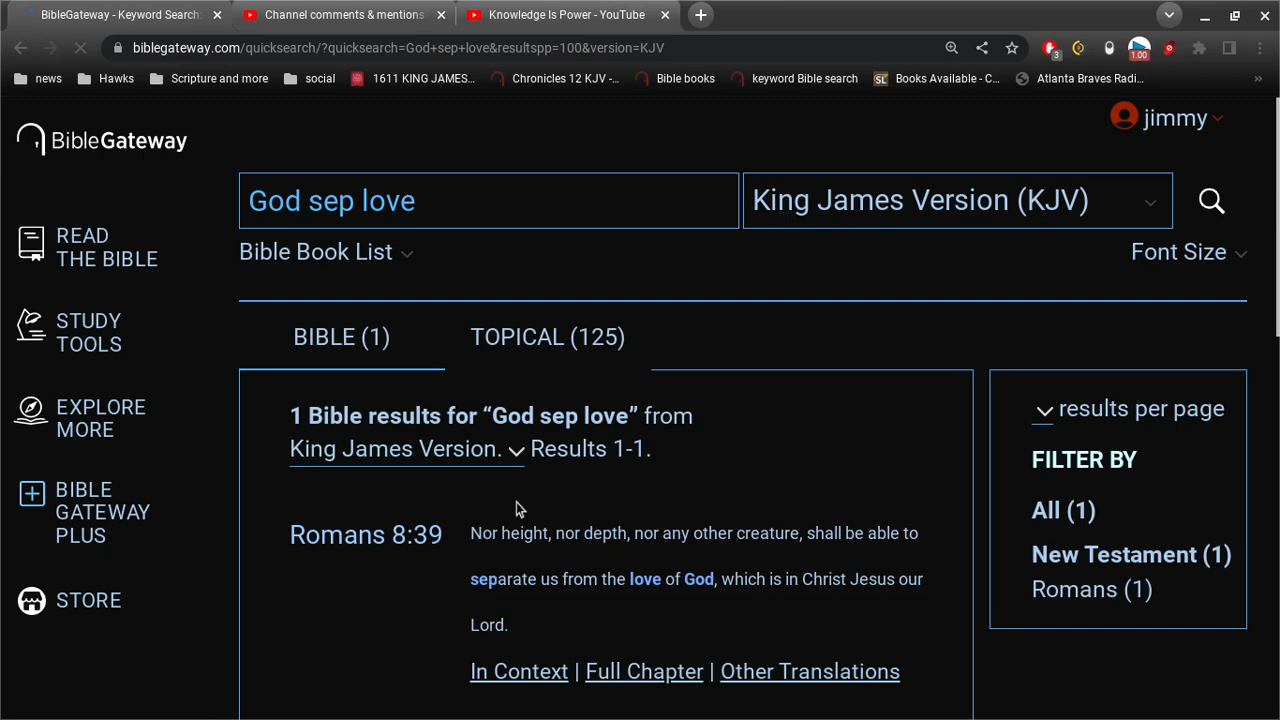 BibleGateway - Keyword Search:
Channel comments & mentions -
Knowledge Is Power - YouTube
biblegateway.com/quicksearch/?quicksearch=God+sep+love&resultspp=100&version=KJV
3
1.00
news
Hawks
Scripture and more
social
1611 KING JAMES...
Chronicles 12 KJV -...
Bible books
keyword Bible search
SL
Books Available - C...
Atlanta Braves Radi...
»
BibleGateway
jimmy
God sep love
King James Version (KJV)
Bible Book List
Font Size
READ
THE BIBLE
STUDY
TOOLS
EXPLORE
MORE
BIBLE
GATEWAY
PLUS
STORE
BIBLE (1)
TOPICAL (125)
1 Bible results for “God sep love” from
King James Version. Results 1-1.
Romans 8:39
Nor height, nor depth, nor any other creature, shall be able to
separate us from the love of God, which is in Christ Jesus our
Lord.
In Context | Full Chapter | Other Translations
results per page
FILTER BY
All (1)
New Testament (1)
Romans (1)